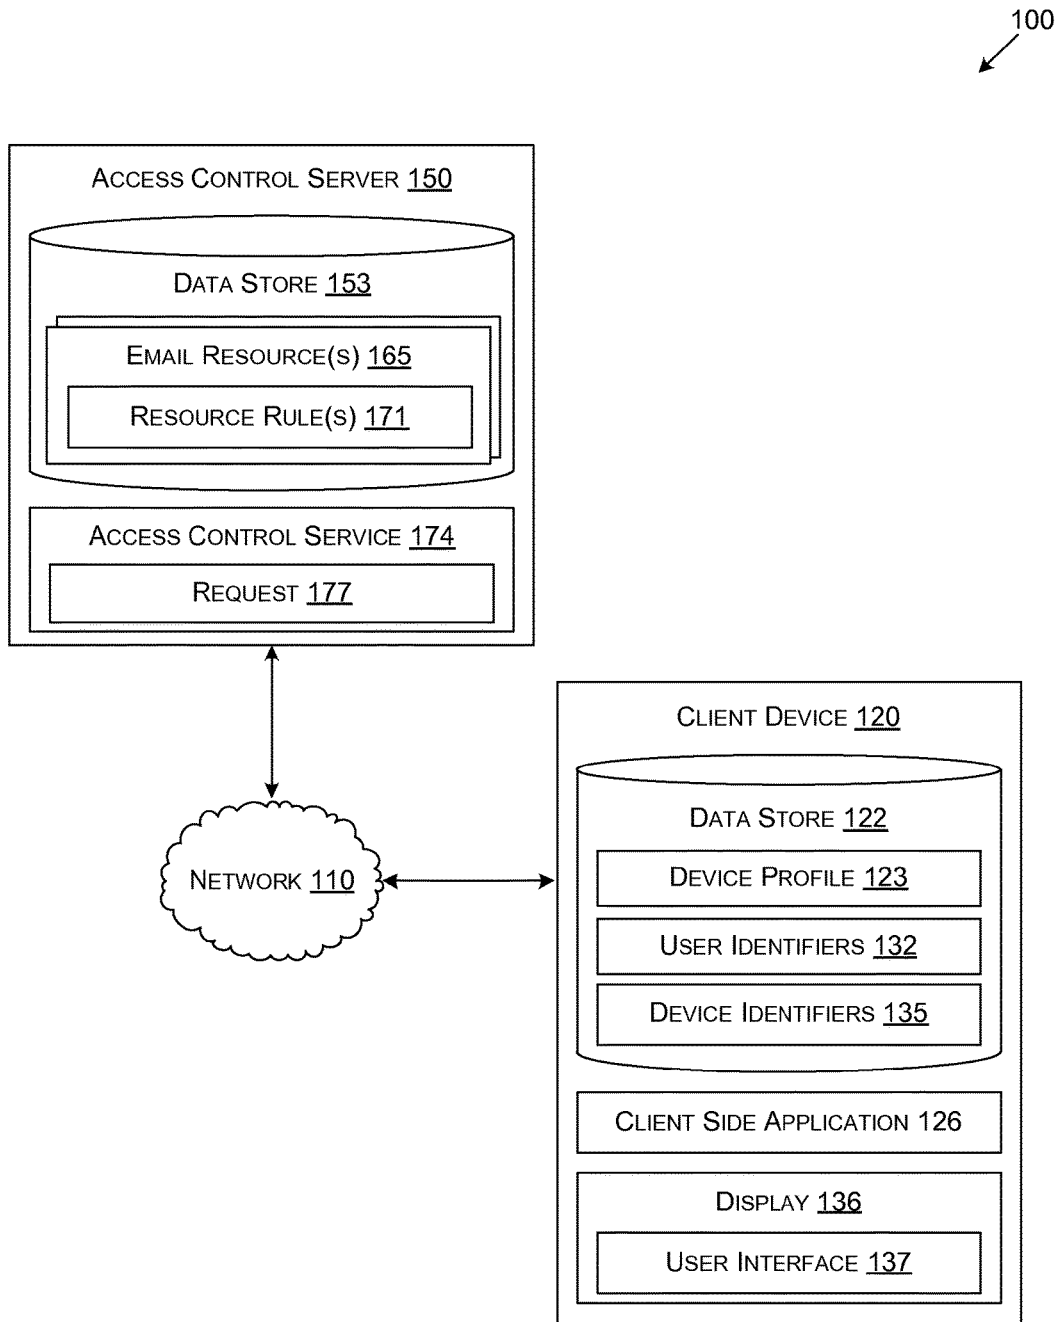 100
ACCESS CONTROL SERVER 150
DATA STORE 153
EMAIL RESOURCE(S) 165
RESOURCE RULE(S) 171
ACCESS CONTROL SERVICE 174
REQUEST 177
CLIENT DEVICE 120
DATA STORE 122
NETWORK 110
DEVICE PROFILE 123
USER IDENTIFIERS 132
DEVICE IDENTIFIERS 135
CLIENT SIDE APPLICATION 126
DISPLAY 136
USER INTERFACE 137